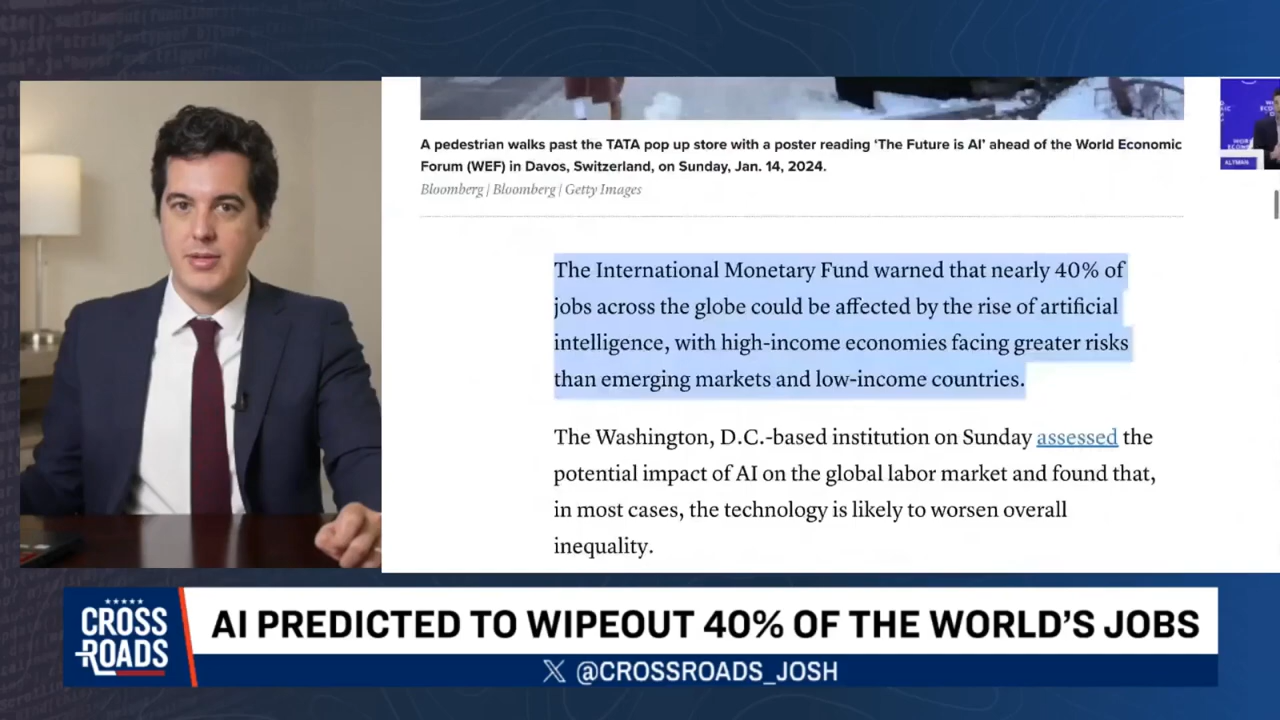 A pedestrian walks past the TATA pop up store with a poster reading ‘The Future is AI’ ahead of the World Economic
Forum (WEF) in Davos, Switzerland, on Sunday, Jan. 14, 2024.
Bloomberg | Bloomberg | Getty Images
The International Monetary Fund warned that nearly 40% of
jobs across the globe could be affected by the rise of artificial
intelligence, with high-income economies facing greater risks
than emerging markets and low-income countries.
The Washington, D.C.-based institution on Sunday assessed the
potential impact of AI on the global labor market and found that,
in most cases, the technology is likely to worsen overall
inequality.
ALTMAN
CROSS
ROADS
AI PREDICTED TO WIPEOUT 40% OF THE WORLD’S JOBS
X @CROSSROADS_JOSH